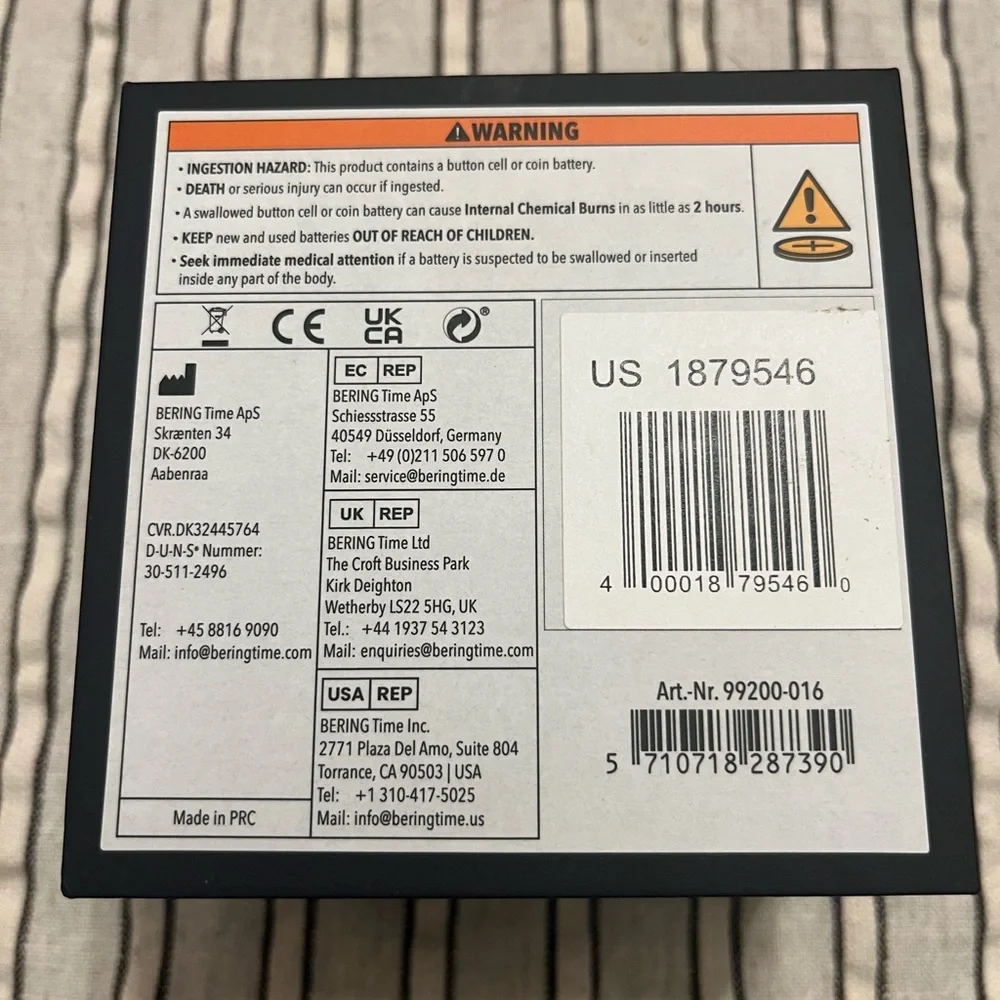 WARNING
• INGESTION HAZARD: This product contains a button cell or coin battery.
• DEATH or serious injury can occur if ingested.
• A swallowed button cell or coin battery can cause Internal Chemical Burns in as little as 2 hours.
• KEEP new and used batteries OUT OF REACH OF CHILDREN.
• Seek immediate medical attention if a battery is suspected to be swallowed or inserted
inside any part of the body.
CE
UK
CA
®
BERING Time ApS
Skrænten 34
DK-6200
Aabenraa
CVR.DK32445764
D-U-N-S® Nummer:
30-511-2496
Tel: +45 8816 9090
Mail: info@beringtime.com
Made in PRC
EC REP
BERING Time ApS
Schiessstrasse 55
40549 Düsseldorf, Germany
Tel: +49 (0)211 506 597 0
Mail: service@beringtime.de
UK REP
BERING Time Ltd
The Croft Business Park
Kirk Deighton
Wetherby LS22 5HG, UK
Tel.: +44 1937 54 3123
Mail: enquiries@beringtime.com
USA REP
BERING Time Inc.
2771 Plaza Del Amo, Suite 804
Torrance, CA 90503 | USA
Tel: +1 310-417-5025
Mail: info@beringtime.us
US 1879546
4 00018 79546 0
Art.-Nr. 99200-016
5 710718 287390